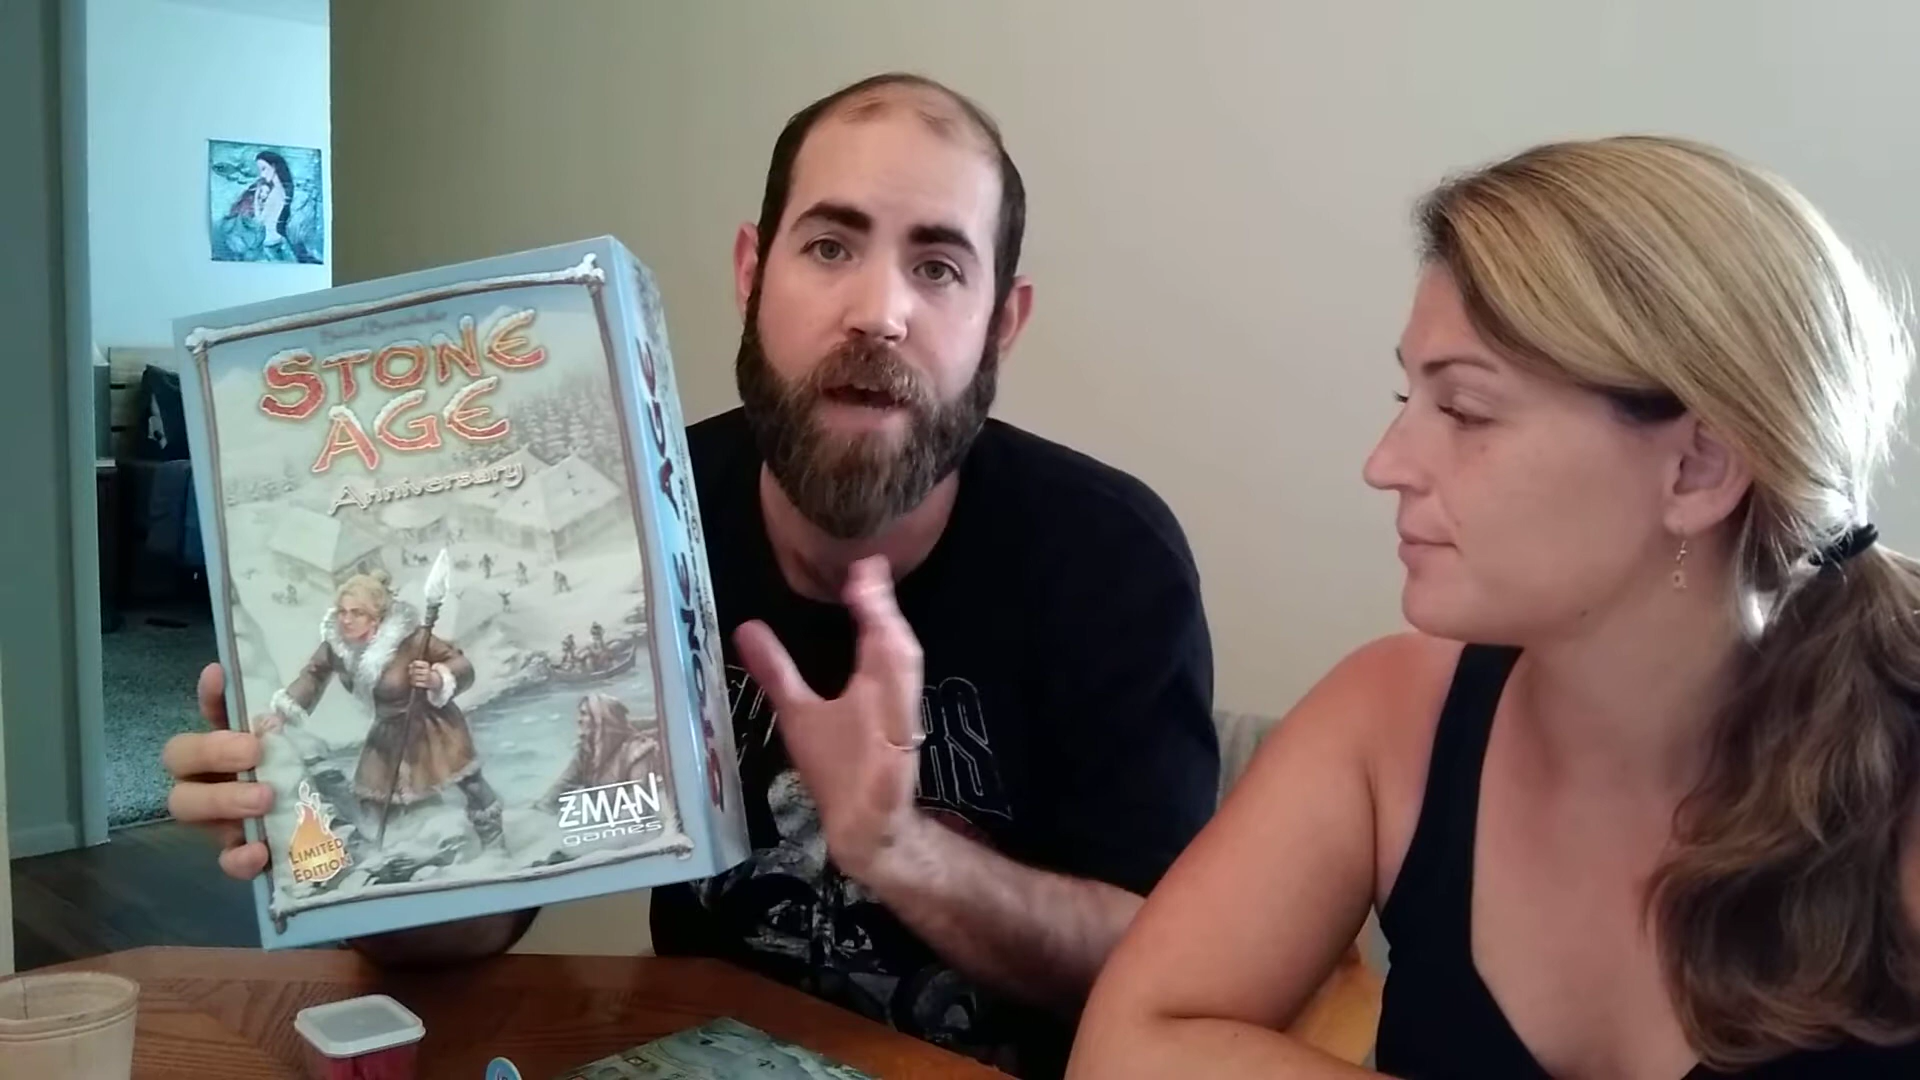 STONE
AGE
Anniversary
LIMITED
EDITION
Z-MAN
games
STONE AGE